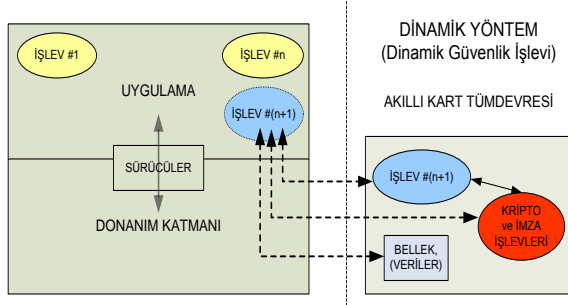 DİNAMİK YÖNTEM
(Dinamik Güvenlik İşlevi)
İŞLEV #1
İŞLEV #n
UYGULAMA
İŞLEV #(n+1)
AKILLI KART TÜMDEVRESİ
SÜRÜCÜLER
İŞLEV #(n+1)
DONANIM KATMANI
KRİPTO
ve İMZA
İŞLEVLERİ
BELLEK,
(VERİLER)